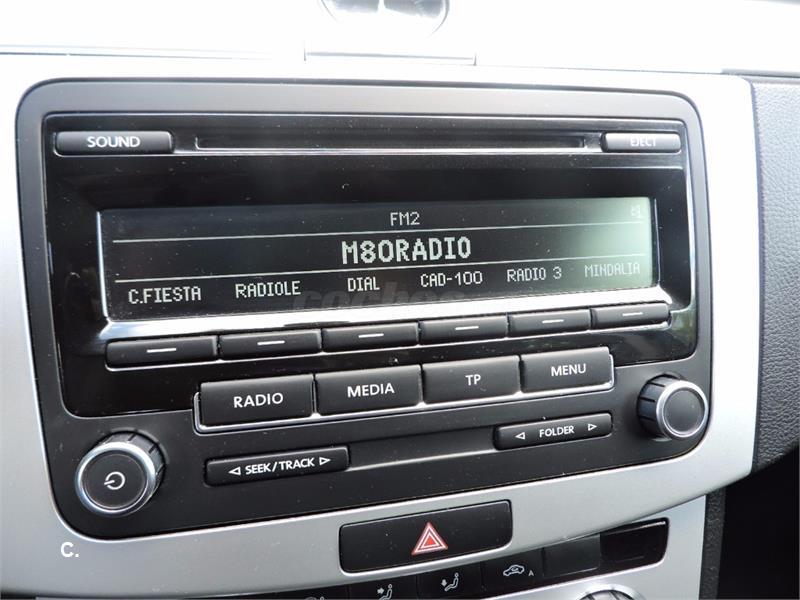 SOUND
EJECT
FM2
M80RADIO
C.FIESTA RADIOLE DIAL CAD-100 RADIO 3 MINDALIA
RADIO MEDIA TP MENU
SEEK/TRACK FOLDER
C.
A